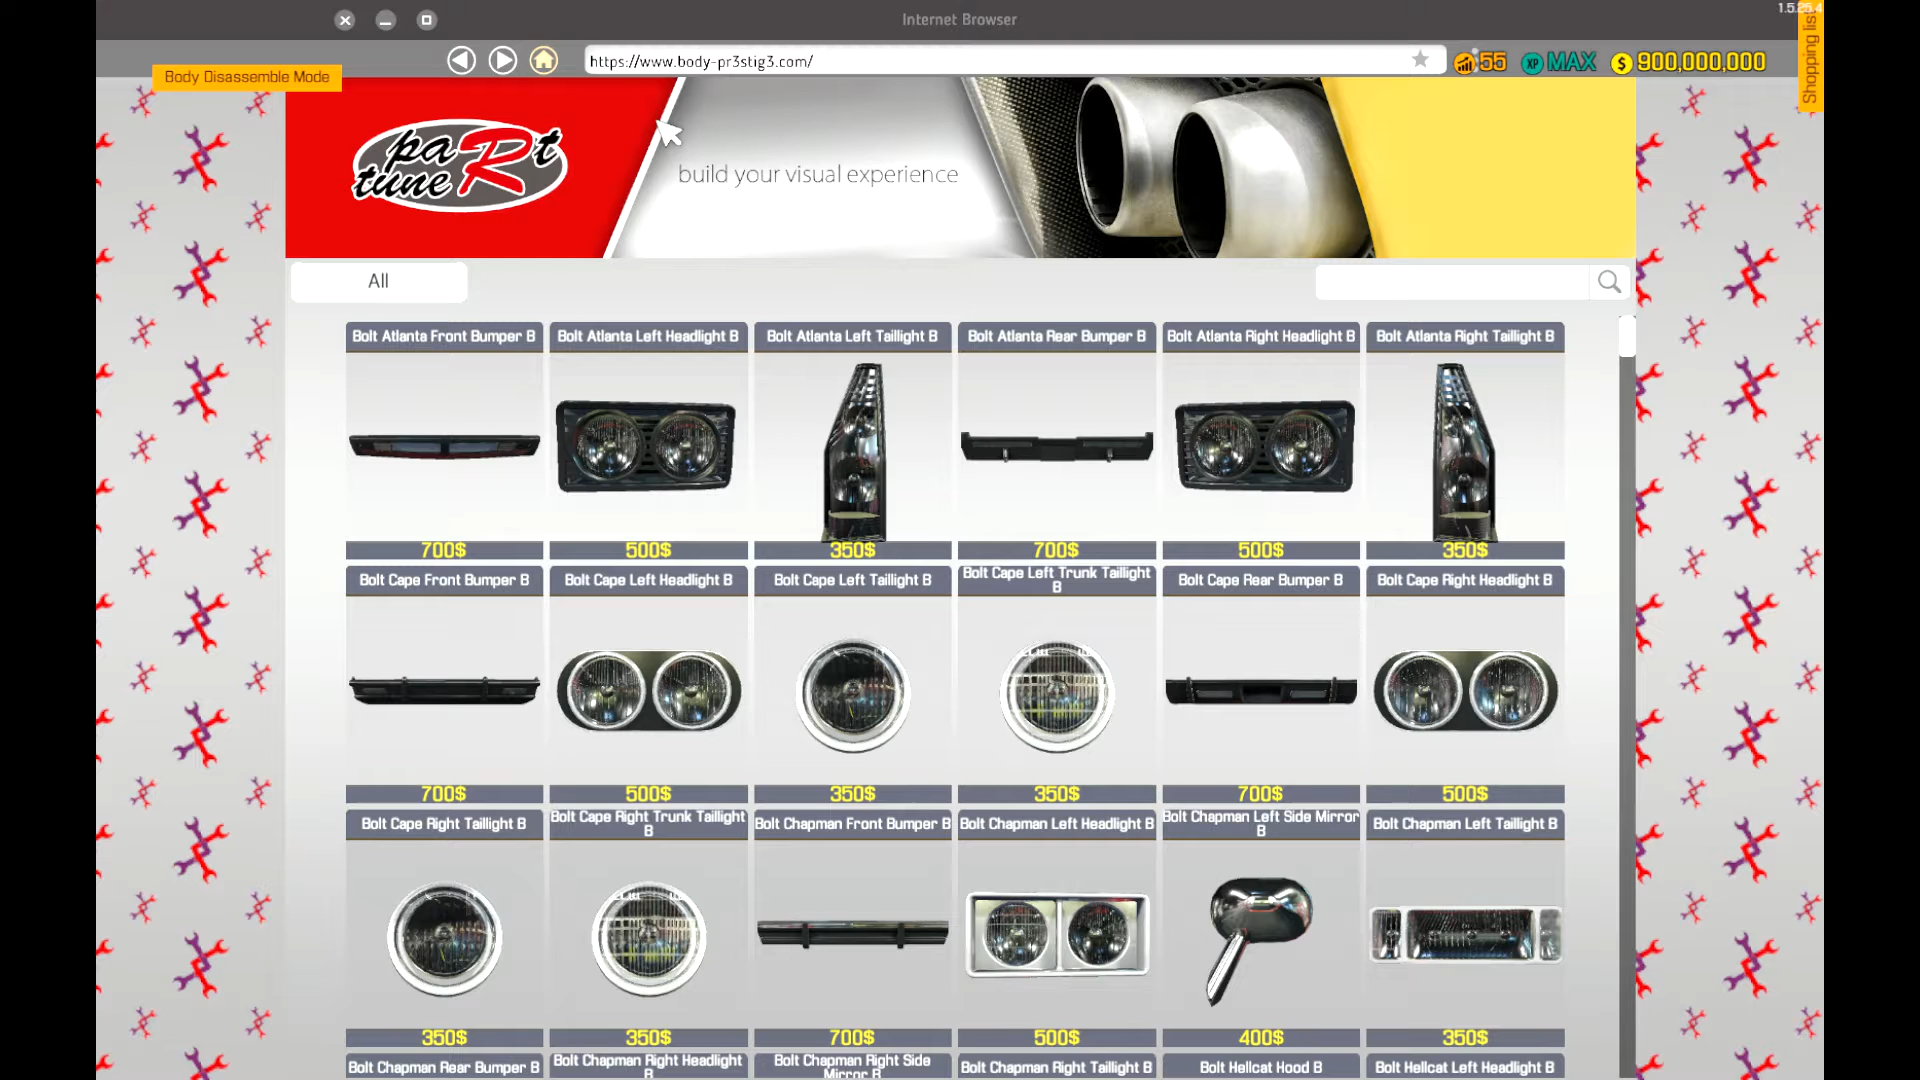 Internet Browser
1.5.25.4
Shopping list
https://www.body-pr3stig3.com/
55
XP
MAX
$
900,000,000
Body Disassemble Mode
paRt
tune
build your visual experience
All
Bolt Atlanta Front Bumper B
Bolt Atlanta Left Headlight B
Bolt Atlanta Left Taillight B
Bolt Atlanta Rear Bumper B
Bolt Atlanta Right Headlight B
Bolt Atlanta Right Taillight B
700$
500$
350$
700$
500$
350$
Bolt Cape Front Bumper B
Bolt Cape Left Headlight B
Bolt Cape Left Taillight B
Bolt Cape Left Trunk Taillight
B
Bolt Cape Rear Bumper B
Bolt Cape Right Headlight B
700$
500$
350$
350$
700$
500$
Bolt Cape Right Taillight B
Bolt Cape Right Trunk Taillight
B
Bolt Chapman Front Bumper B
Bolt Chapman Left Headlight B
Bolt Chapman Left Side Mirror
B
Bolt Chapman Left Taillight B
350$
350$
700$
500$
400$
350$
Bolt Chapman Rear Bumper B
Bolt Chapman Right Headlight
B
Bolt Chapman Right Side
Mirror B
Bolt Chapman Right Taillight B
Bolt Hellcat Hood B
Bolt Hellcat Left Headlight B